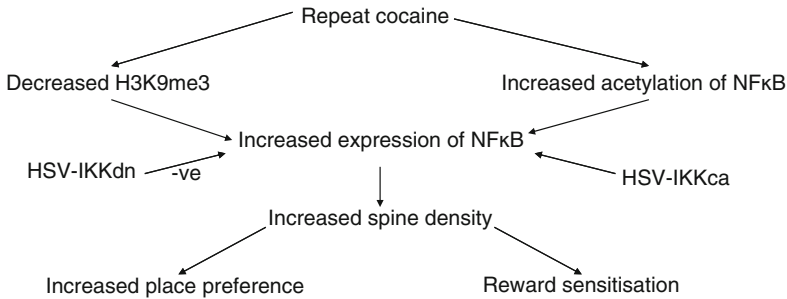 Repeat cocaine
Decreased H3K9me3
Increased acetylation of NFκB
Increased expression of NFκB
HSV-IKKdn
-ve
HSV-IKKca
Increased spine density
Increased place preference
Reward sensitisation